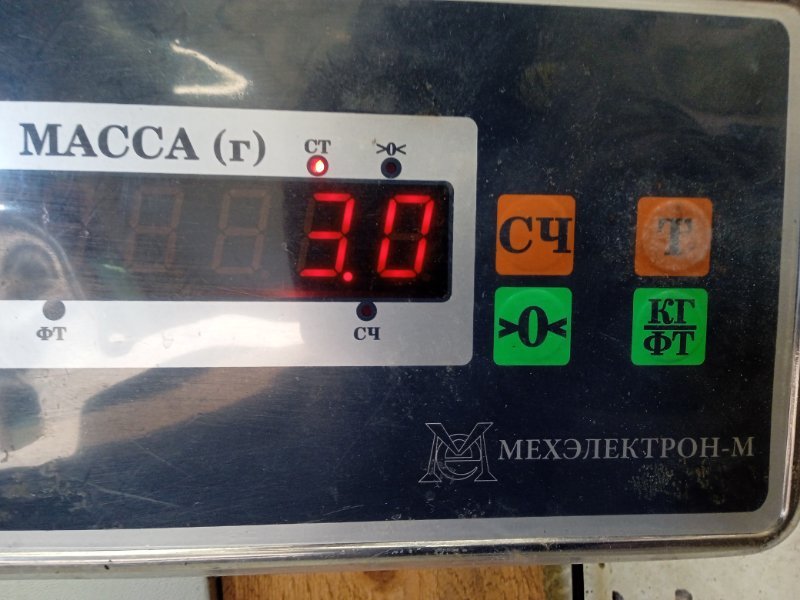 МАССА (г)
СТ
>0<
3.0
ФТ
СЧ
СЧ
Т
>0<
КГ
ФТ
МЕХЭЛЕКТРОН-М